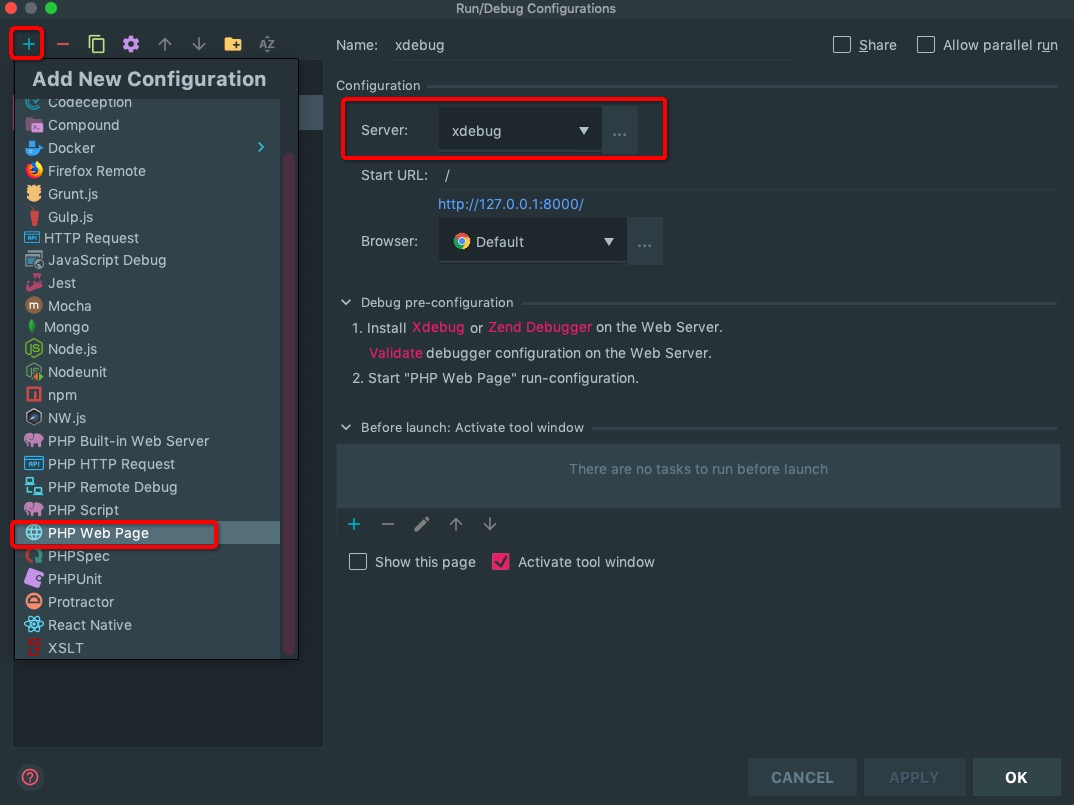 Run/Debug Configurations
Name: xdebug
Share
Allow parallel run
Add New Configuration
Codeception
Compound
Docker
Firefox Remote
Grunt.js
Gulp.js
HTTP Request
JavaScript Debug
Jest
Mocha
Mongo
Node.js
Nodeunit
npm
NW.js
PHP Built-in Web Server
PHP HTTP Request
PHP Remote Debug
PHP Script
PHP Web Page
PHPSpec
PHPUnit
Protractor
React Native
XSLT
Configuration
Server: xdebug ...
Start URL: /
http://127.0.0.1:8000/
Browser: Default ...
Debug pre-configuration
1. Install Xdebug or Zend Debugger on the Web Server.
Validate debugger configuration on the Web Server.
2. Start "PHP Web Page" run-configuration.
Before launch: Activate tool window
There are no tasks to run before launch
Show this page
Activate tool window
CANCEL
APPLY
OK